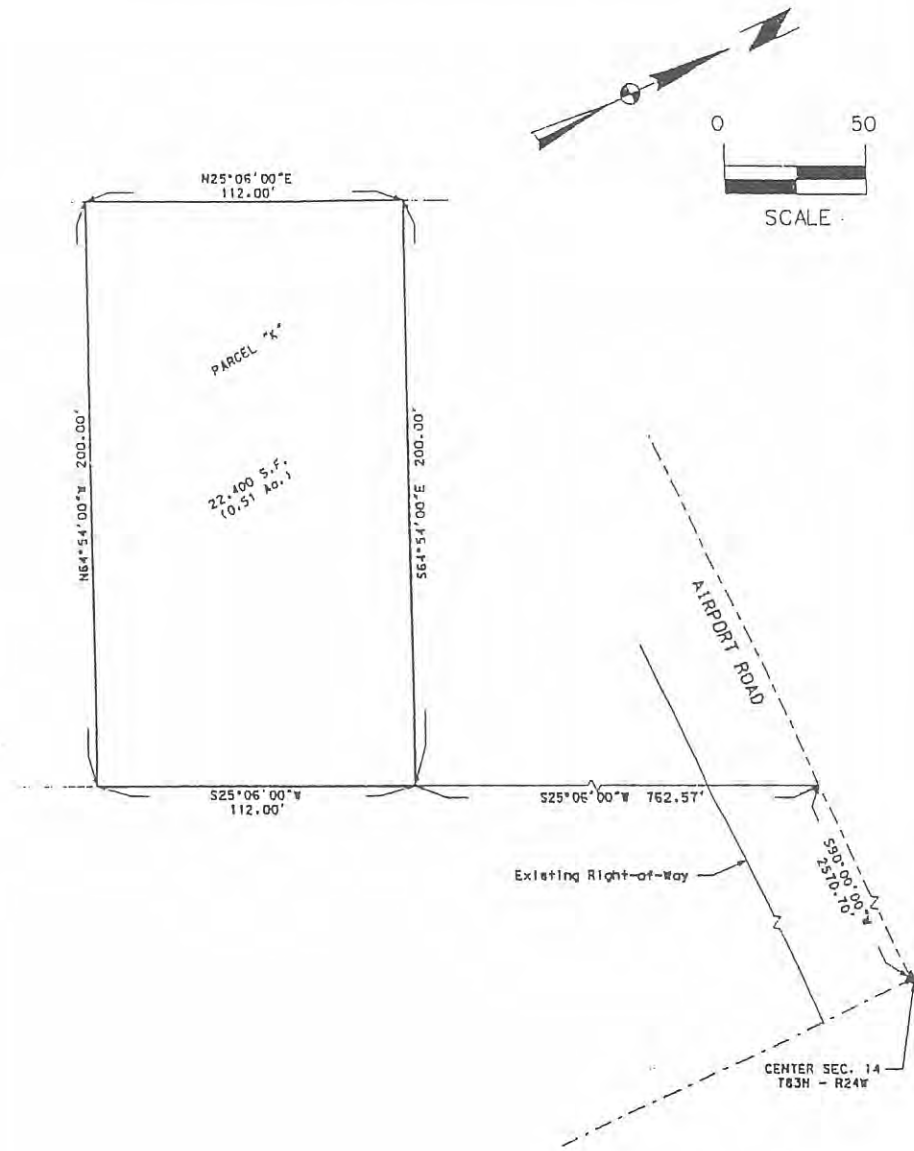 N
0 50
SCALE
N25°06'00"E
112.00'
PARCEL "K"
22,400 S.F.
(0.51 Ac.)
N64°54'00"W 200.00'
S64°54'00"E 200.00'
AIRPORT ROAD
S25°06'00"W
112.00'
S25°06'00"W 762.57'
S90°00'00"W
2570.70'
Existing Right-of-Way
CENTER SEC. 14
T83N - R24W